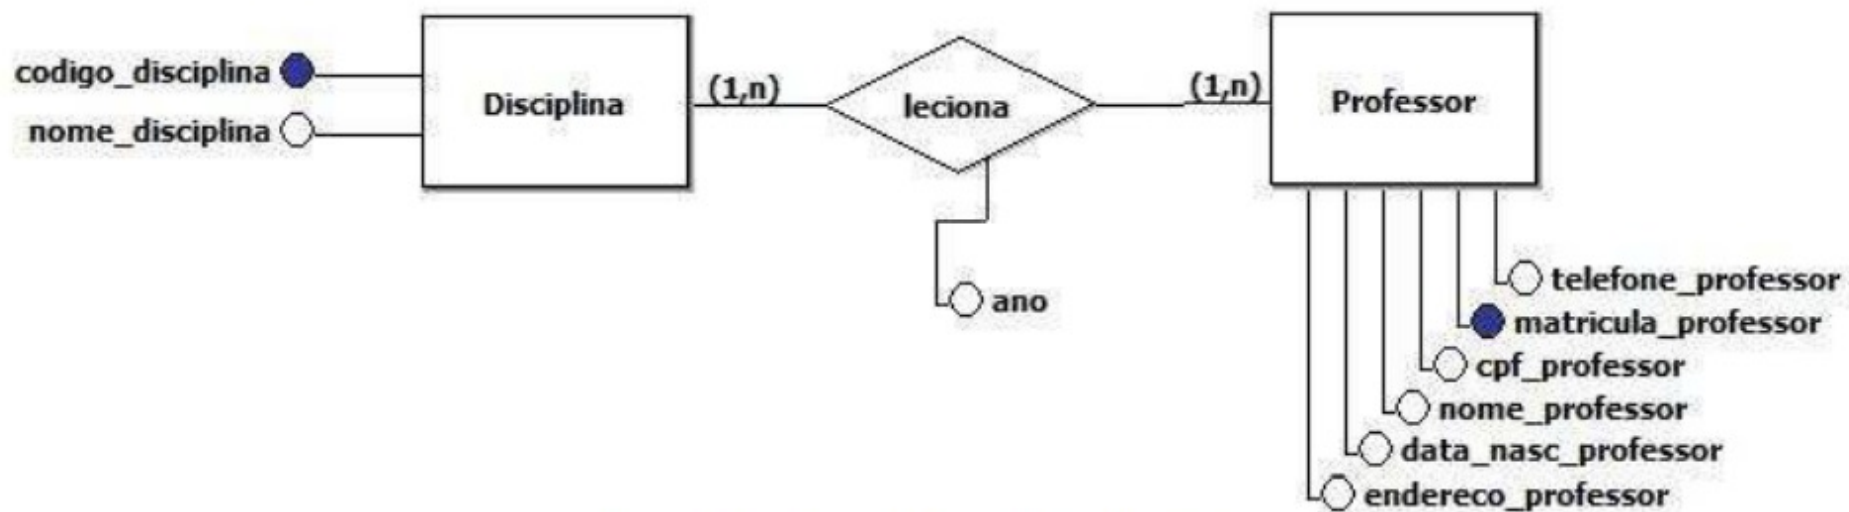 codigo_disciplina
nome_disciplina
Disciplina
(1,n)
leciona
(1,n)
Professor
ano
telefone_professor
matricula_professor
cpf_professor
nome_professor
data_nasc_professor
endereco_professor